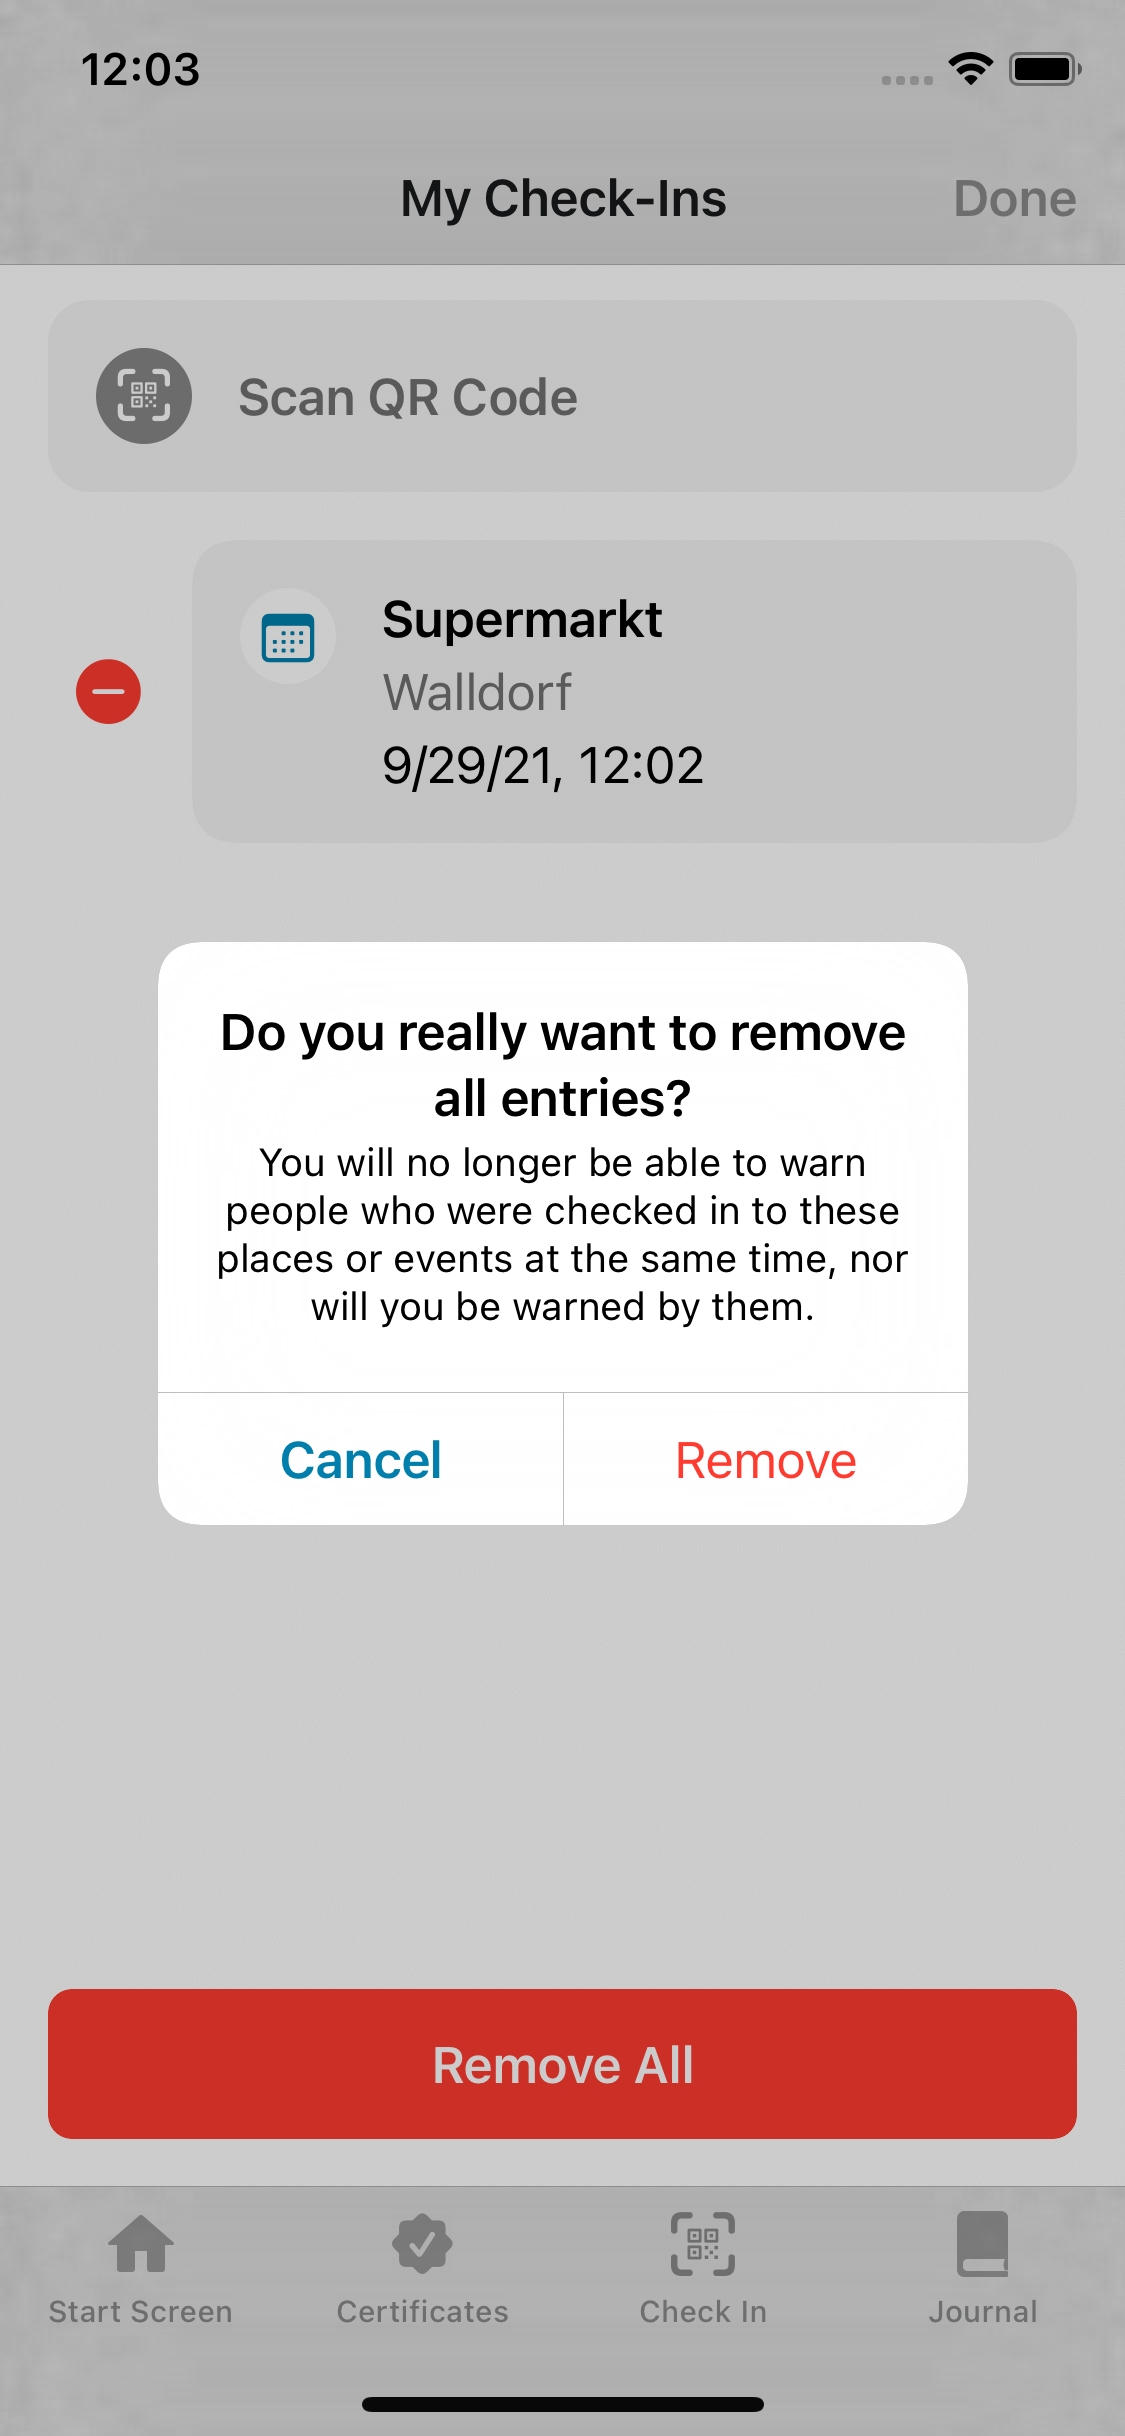 12:03
My Check-Ins
Done
Scan QR Code
Supermarkt
Walldorf
9/29/21, 12:02
Do you really want to remove
all entries?
You will no longer be able to warn
people who were checked in to these
places or events at the same time, nor
will you be warned by them.
Cancel
Remove
Remove All
Start Screen
Certificates
Check In
Journal